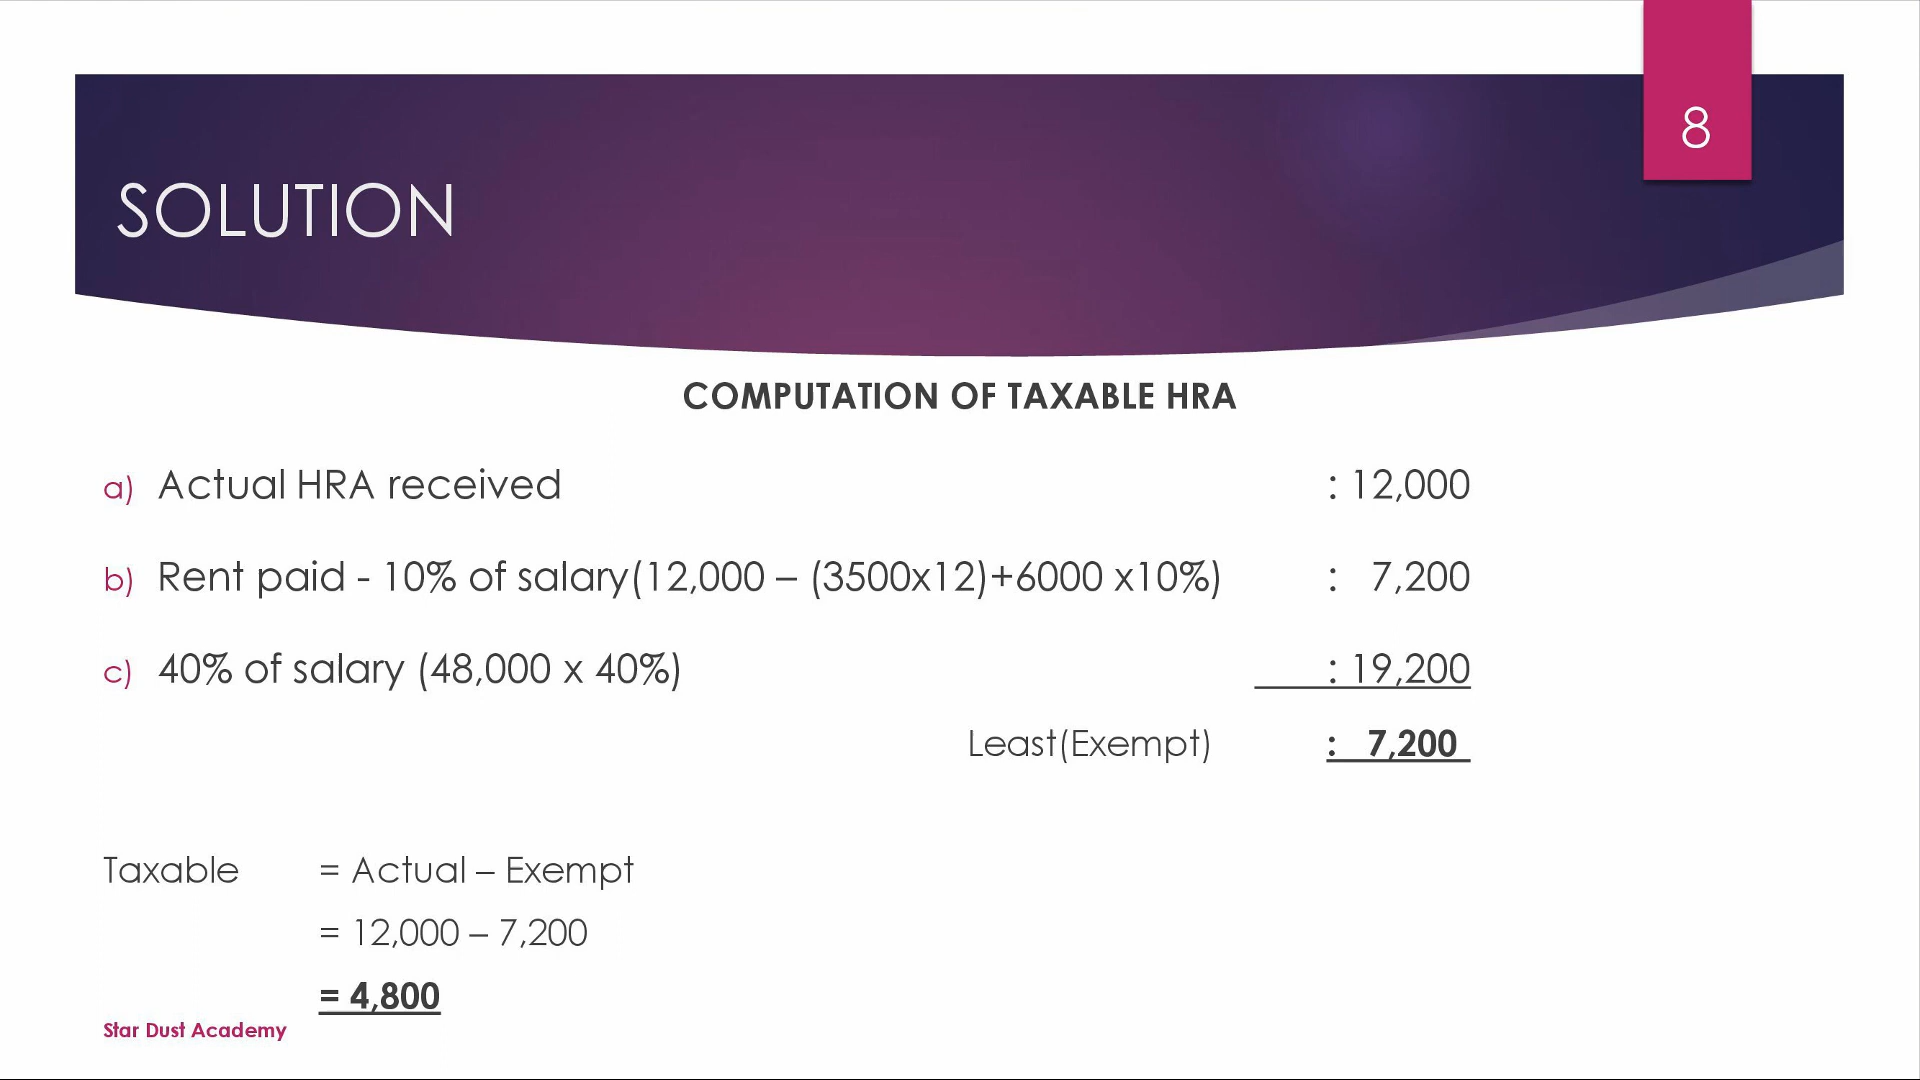 8
SOLUTION
COMPUTATION OF TAXABLE HRA
a) Actual HRA received : 12,000
b) Rent paid - 10% of salary(12,000 – (3500x12)+6000 x10%) : 7,200
c) 40% of salary (48,000 x 40%) : 19,200
Least(Exempt) : 7,200
Taxable = Actual – Exempt
= 12,000 – 7,200
= 4,800
Star Dust Academy